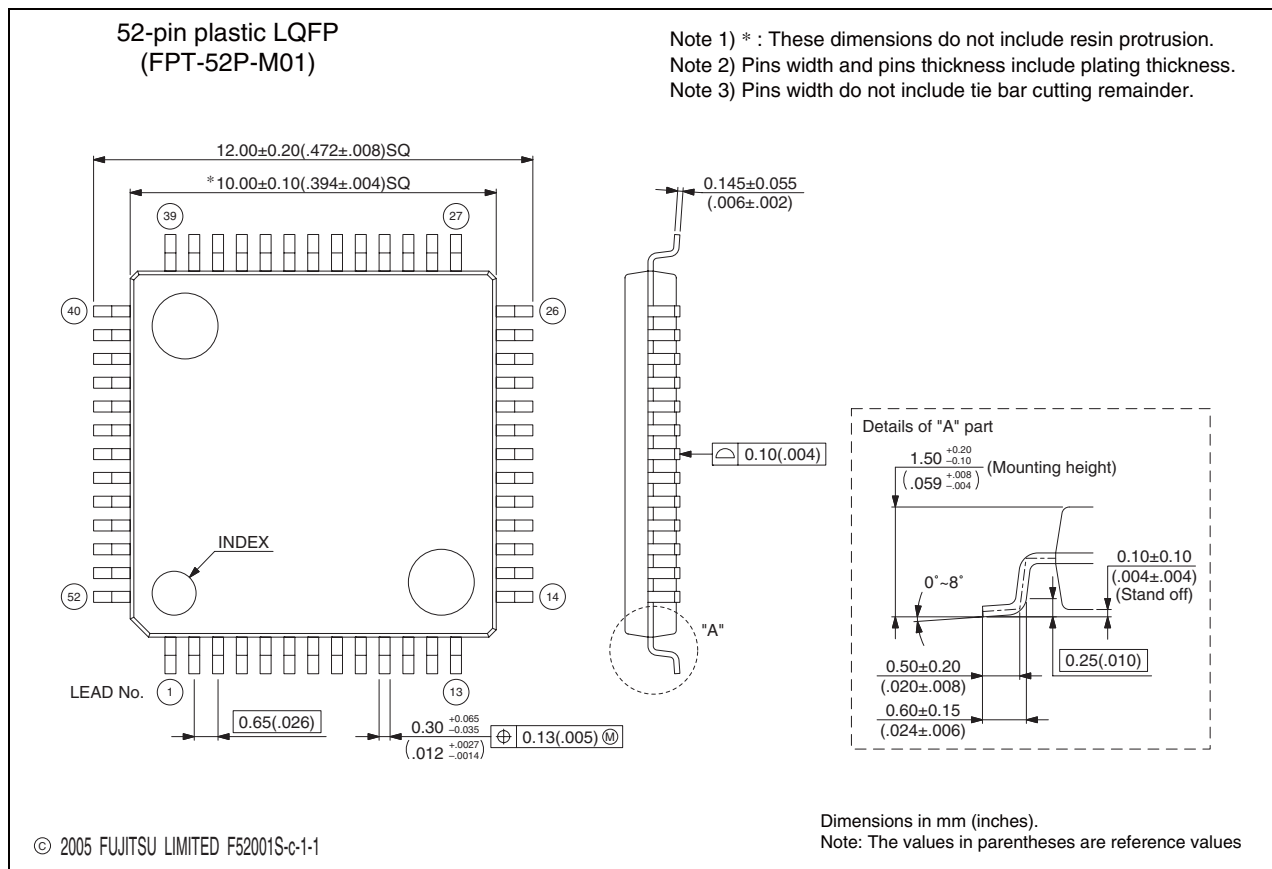 52-pin plastic LQFP
(FPT-52P-M01)
Note 1) * : These dimensions do not include resin protrusion.
Note 2) Pins width and pins thickness include plating thickness.
Note 3) Pins width do not include tie bar cutting remainder.
12.00±0.20(.472±.008)SQ
*10.00±0.10(.394±.004)SQ
0.145±0.055
(.006±.002)
39
27
40
26
0.10(.004)
Details of "A" part
1.50 +0.20 −0.10 (Mounting height)
(.059 +.008 −.004)
INDEX
0.10±0.10
(.004±.004)
(Stand off)
0˚~8˚
52
14
"A"
0.25(.010)
0.50±0.20
(.020±.008)
0.60±0.15
(.024±.006)
LEAD No.
1
13
0.65(.026)
0.30 +0.065 −0.035
(.012 +.0027 −.0014)
⌖ 0.13(.005) Ⓜ
Dimensions in mm (inches).
Note: The values in parentheses are reference values
© 2005 FUJITSU LIMITED F52001S-c-1-1